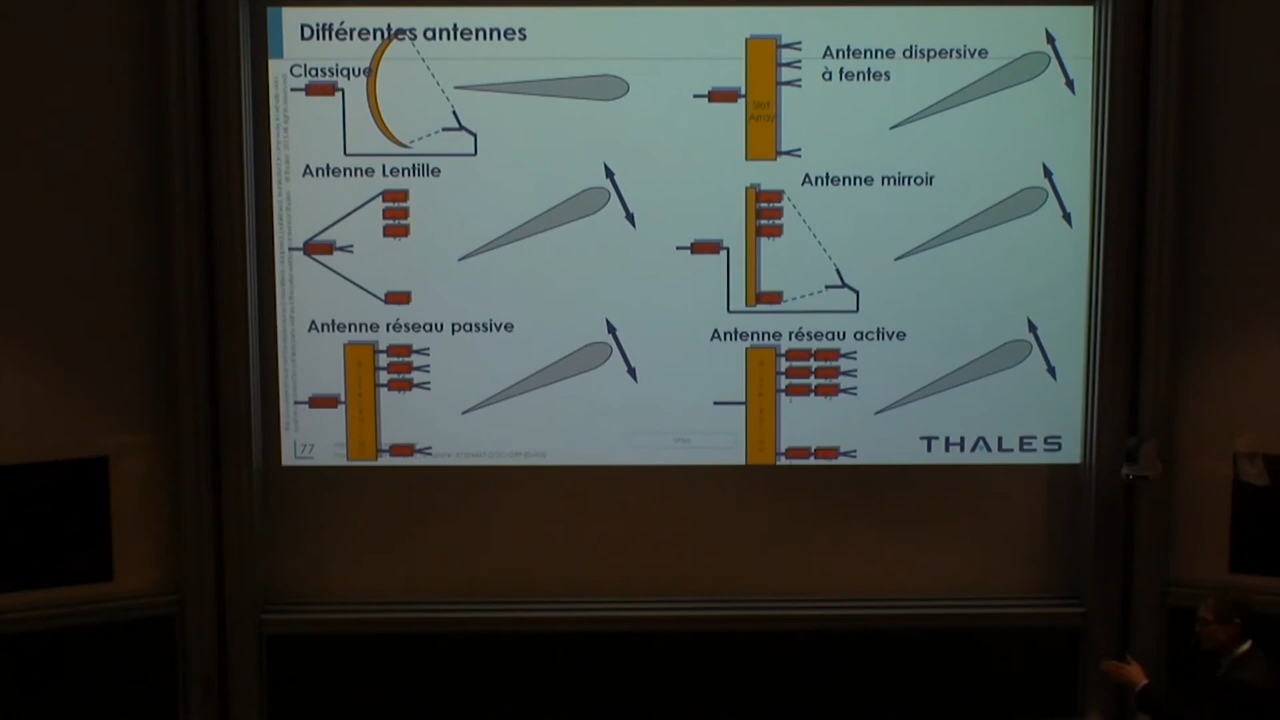 Différentes antennes
Classique
Antenne dispersive
à fentes
Slot
Array
Antenne Lentille
Antenne mirroir
Antenne réseau passive
Antenne réseau active
77
THALES